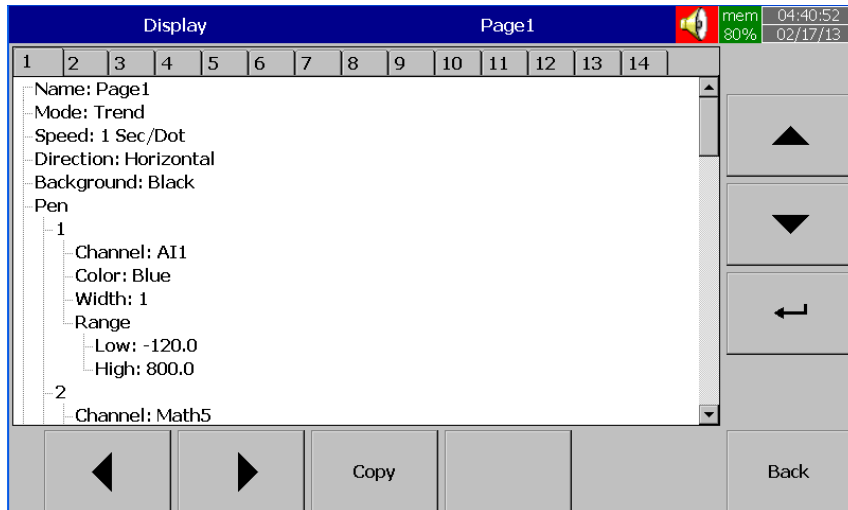 Display Page1 mem 04:40:52
80% 02/17/13
1 2 3 4 5 6 7 8 9 10 11 12 13 14
Name: Page1
Mode: Trend
Speed: 1 Sec/Dot
Direction: Horizontal
Background: Black
Pen
1
Channel: AI1
Color: Blue
Width: 1
Range
Low: -120.0
High: 800.0
2
Channel: Math5
Copy Back